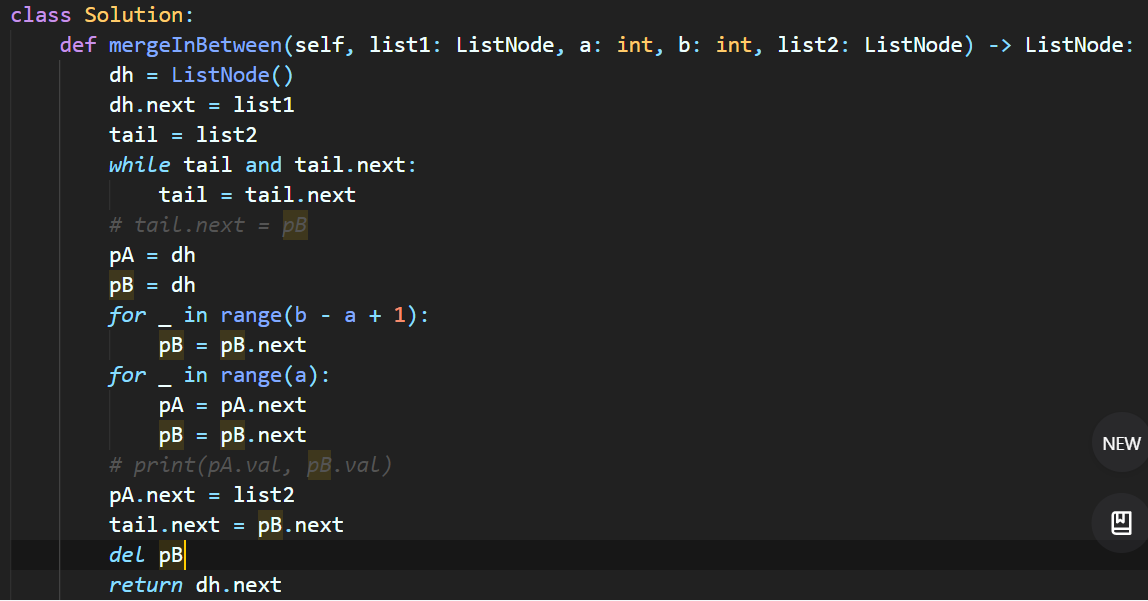 class Solution:
    def mergeInBetween(self, list1: ListNode, a: int, b: int, list2: ListNode) -> ListNode:
        dh = ListNode()
        dh.next = list1
        tail = list2
        while tail and tail.next:
            tail = tail.next
        # tail.next = pB
        pA = dh
        pB = dh
        for _ in range(b - a + 1):
            pB = pB.next
        for _ in range(a):
            pA = pA.next
            pB = pB.next
        # print(pA.val, pB.val)
        pA.next = list2
        tail.next = pB.next
        del pB
        return dh.next
NEW